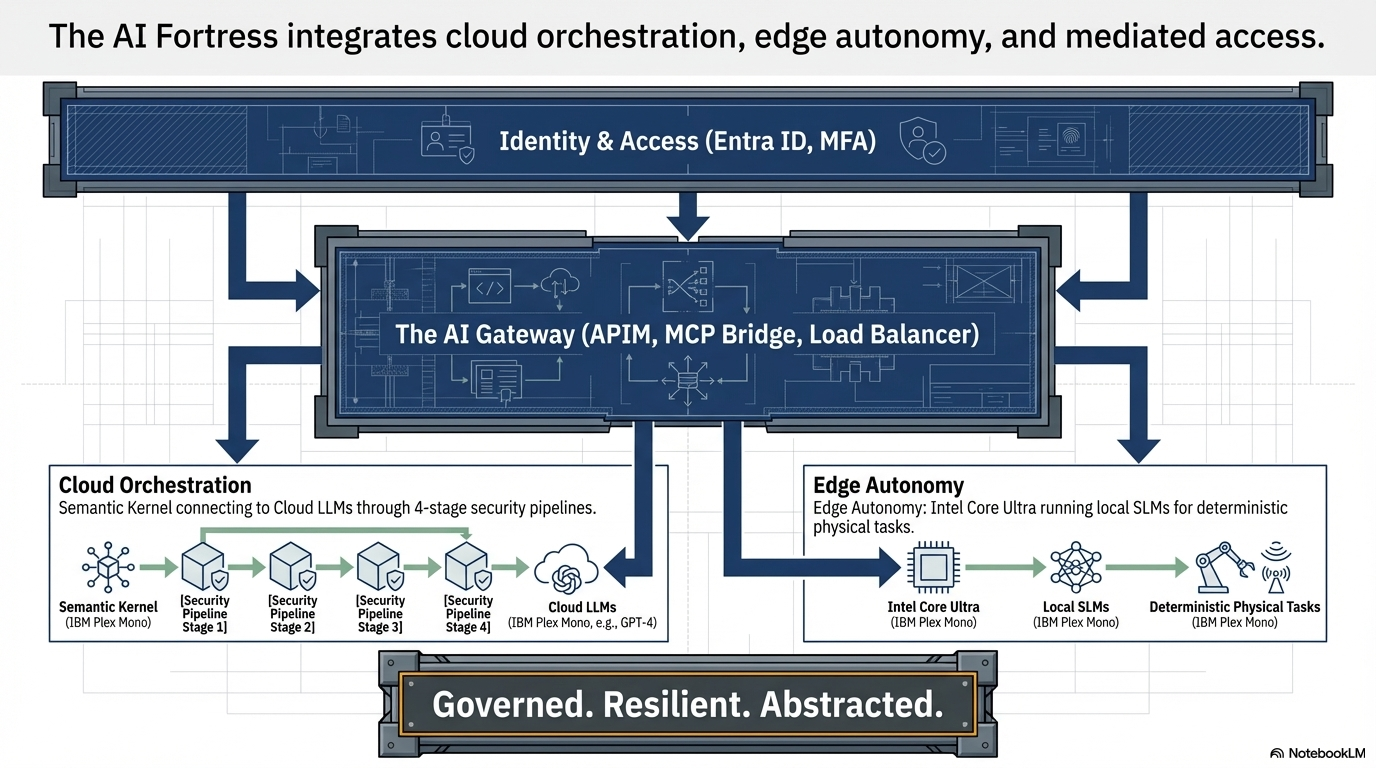 The AI Fortress integrates cloud orchestration, edge autonomy, and mediated access.
Identity & Access (Entra ID, MFA)
</>
The AI Gateway (APIM, MCP Bridge, Load Balancer)
Cloud Orchestration
Semantic Kernel connecting to Cloud LLMs through 4-stage security pipelines.
Semantic Kernel
(IBM Plex Mono)
[Security
Pipeline
Stage 1]
[Security
Pipeline
Stage 2]
[Security
Pipeline
Stage 3]
[Security
Pipeline
Stage 4]
Cloud LLMs
(IBM Plex Mono, e.g., GPT-4)
Edge Autonomy
Edge Autonomy: Intel Core Ultra running local SLMs for deterministic
physical tasks.
Intel Core Ultra
(IBM Plex Mono)
Local SLMs
(IBM Plex Mono)
Deterministic Physical Tasks
(IBM Plex Mono)
Governed. Resilient. Abstracted.
NotebookLM